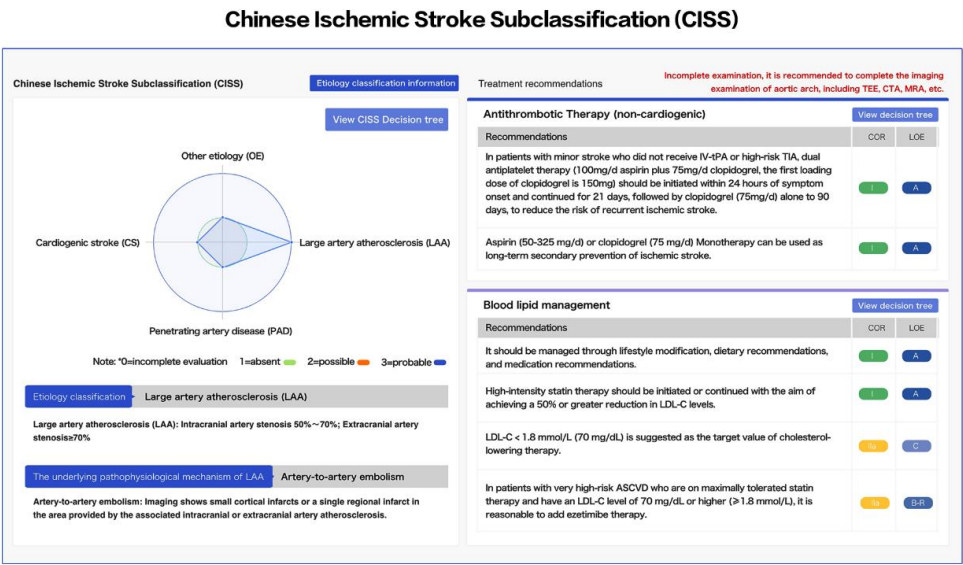 Chinese Ischemic Stroke Subclassification (CISS)
Chinese Ischemic Stroke Subclassification (CISS)
Etiology classification information
View CISS Decision tree
Other etiology (OE)
Cardiogenic stroke (CS)
Large artery atherosclerosis (LAA)
Penetrating artery disease (PAD)
Note: *0=incomplete evaluation 1=absent 2=possible 3=probable
Etiology classification
Large artery atherosclerosis (LAA)
Large artery atherosclerosis (LAA): Intracranial artery stenosis 50%～70%; Extracranial artery
stenosis≥70%
The underlying pathophysiological mechanism of LAA
Artery-to-artery embolism
Artery-to-artery embolism: Imaging shows small cortical infarcts or a single regional infarct in
the area provided by the associated intracranial or extracranial artery atherosclerosis.
Treatment recommendations
Incomplete examination, it is recommended to complete the imaging
examination of aortic arch, including TEE, CTA, MRA, etc.
Antithrombotic Therapy (non-cardiogenic)
View decision tree
Recommendations COR LOE
In patients with minor stroke who did not receive IV-tPA or high-risk TIA, dual
antiplatelet therapy (100mg/d aspirin plus 75mg/d clopidogrel, the first loading
dose of clopidogrel is 150mg) should be initiated within 24 hours of symptom
onset and continued for 21 days, followed by clopidogrel (75mg/d) alone to 90
days, to reduce the risk of recurrent ischemic stroke.
I A
Aspirin (50-325 mg/d) or clopidogrel (75 mg/d) Monotherapy can be used as
long-term secondary prevention of ischemic stroke.
I A
Blood lipid management
View decision tree
Recommendations COR LOE
It should be managed through lifestyle modification, dietary recommendations,
and medication recommendations.
I A
High-intensity statin therapy should be initiated or continued with the aim of
achieving a 50% or greater reduction in LDL-C levels.
I A
LDL-C < 1.8 mmol/L (70 mg/dL) is suggested as the target value of cholesterol-
lowering therapy.
C
In patients with very high-risk ASCVD who are on maximally tolerated statin
therapy and have an LDL-C level of 70 mg/dL or higher (≥1.8 mmol/L), it is
reasonable to add ezetimibe therapy.
B-R